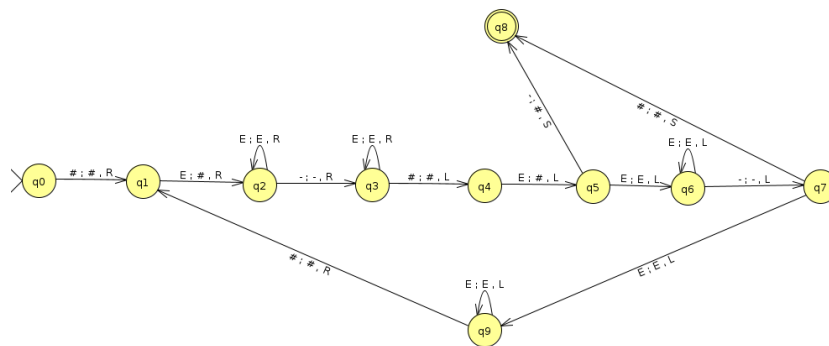 q8
- ; # , S
# ; # , S
E ; E , R
E ; E , R
E ; E , L
q0
# ; # , R
q1
E ; # , R
q2
- ; - , R
q3
# ; # , L
q4
E ; # , L
q5
E ; E , L
q6
- ; - , L
q7
# ; # , R
E ; E , L
E ; E , L
q9